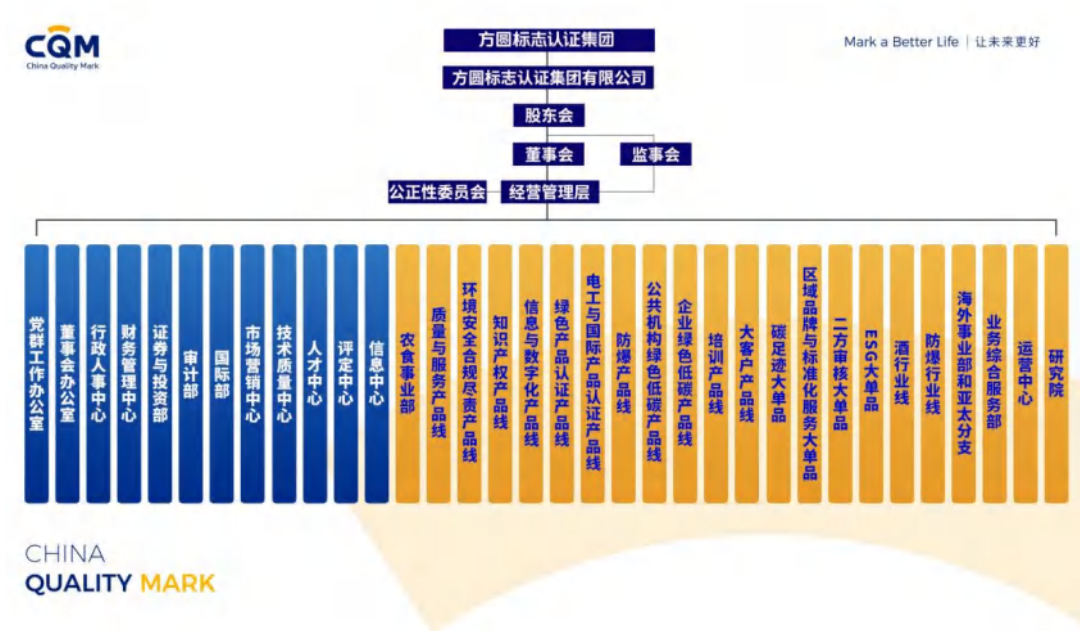 CQM
China Quality Mark
Mark a Better Life | 让未来更好
方圆标志认证集团
方圆标志认证集团有限公司
股东会
董事会
监事会
公正性委员会
经营管理层
党群工作办公室
董事会办公室
行政人事中心
财务管理中心
证券与投资部
审计部
国际部
市场营销中心
技术质量中心
人才中心
评定中心
信息中心
农食事业部
质量与服务产品线
环境安全合规尽责产品线
知识产权产品线
信息与数字化产品线
绿色产品认证产品线
电工与国际产品认证产品线
防爆产品线
公共机构绿色低碳产品线
企业绿色低碳产品线
培训产品线
大客户产品线
碳足迹大单品
区域品牌与标准化服务大单品
二方审核大单品
ESG大单品
酒行业线
防爆行业线
海外事业部和亚太分支
业务综合服务部
运营中心
研究院
CHINA
QUALITY MARK